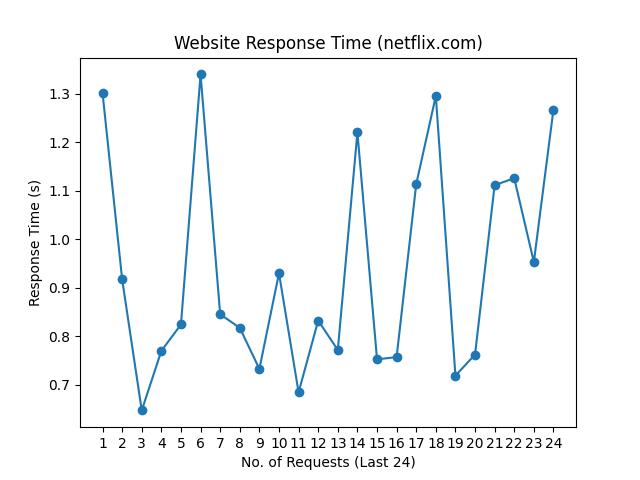 Website Response Time (netflix.com)
Response Time (s)
1.3
1.2
1.1
1.0
0.9
0.8
0.7
1 2 3 4 5 6 7 8 9 10 11 12 13 14 15 16 17 18 19 20 21 22 23 24
No. of Requests (Last 24)